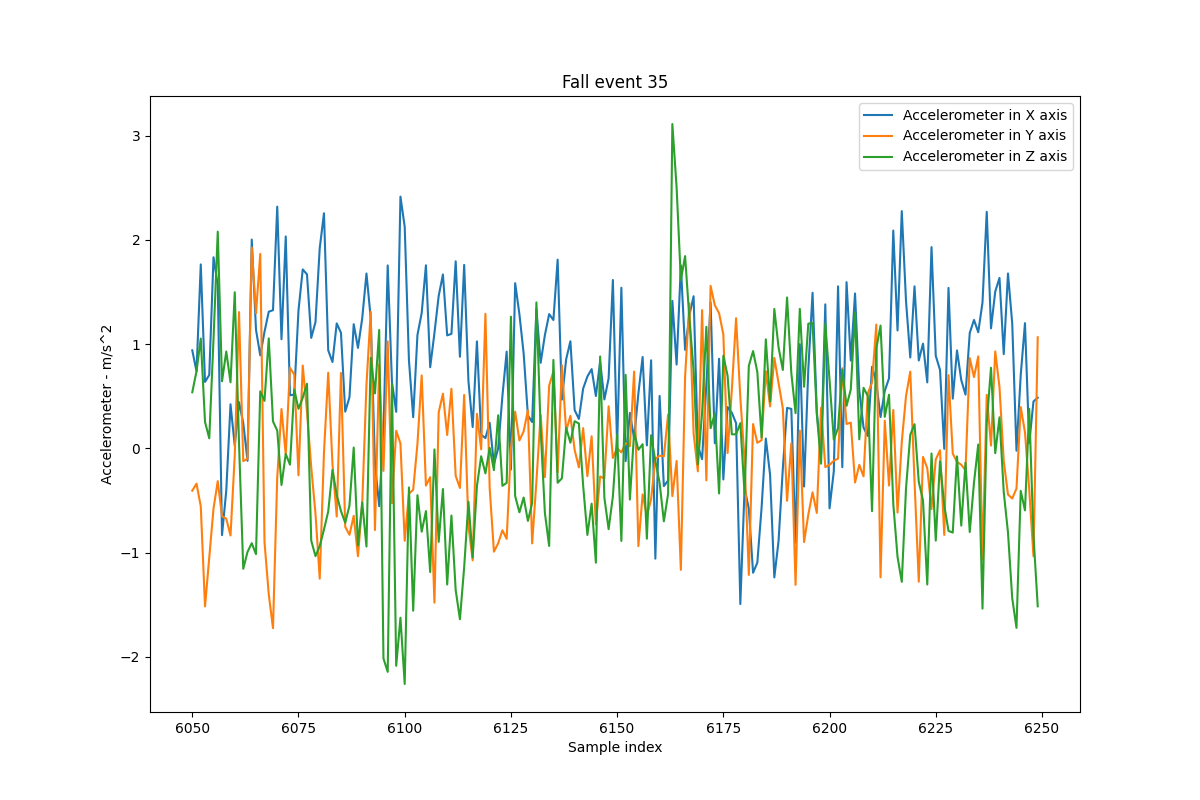 Fall event 35
Accelerometer in X axis
Accelerometer in Y axis
Accelerometer in Z axis
Accelerometer - m/s^2
3
2
1
0
−1
−2
6050 6075 6100 6125 6150 6175 6200 6225 6250
Sample index